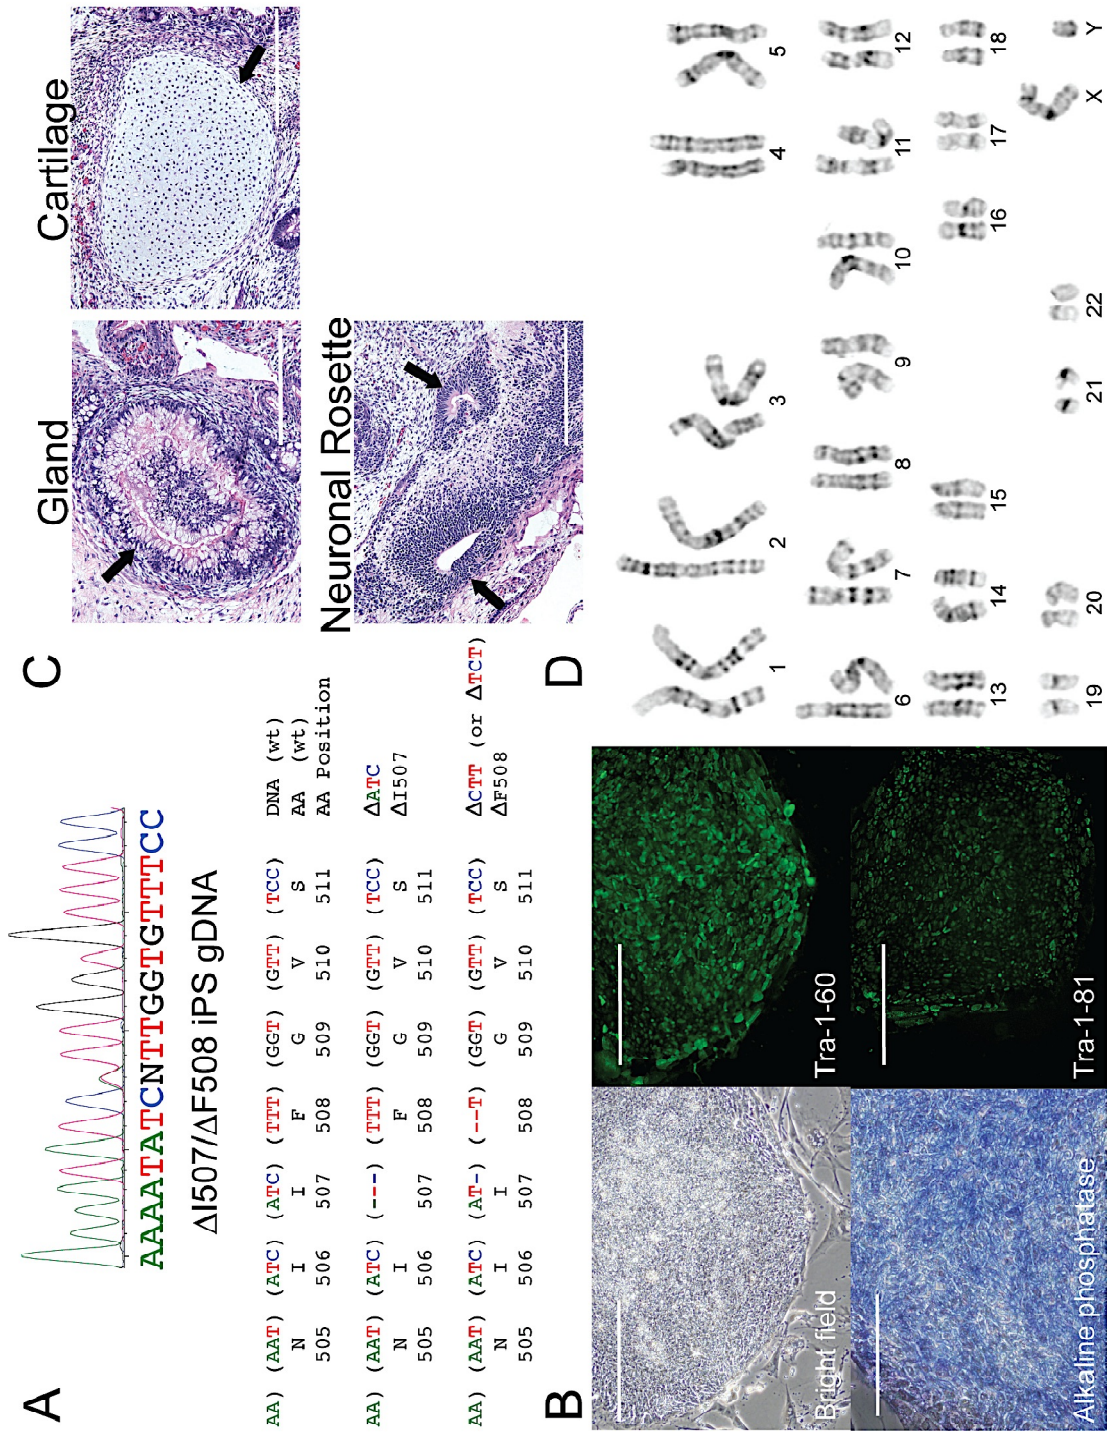 A
AAAATATCNTTGGTGTTTCC
ΔI507/ΔF508 iPS gDNA
AA) (AAT) (ATC) (ATC) (TTT) (GGT) (GTT) (TCC) DNA (wt)
N I I F G V S AA (wt)
505 506 507 508 509 510 511 AA Position
AA) (AAT) (ATC) (---) (TTT) (GGT) (GTT) (TCC) ΔATC
N I F G V S ΔI507
505 506 507 508 509 510 511
AA) (AAT) (ATC) (AT-) (--T) (GGT) (GTT) (TCC) ΔCTT (or ΔTCT)
N I I G V S ΔF508
505 506 507 508 509 510 511
B
Bright field
Tra-1-60
Alkaline phosphatase
Tra-1-81
C
Gland
Cartilage
Neuronal Rosette
D
1 2 3 4 5
6 7 8 9 10 11 12
13 14 15 16 17 18
19 20 21 22 X Y